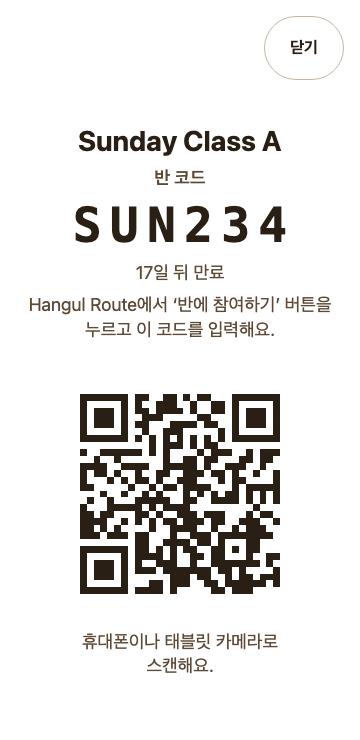 닫기
Sunday Class A
반 코드
SUN234
17일 뒤 만료
Hangul Route에서 ‘반에 참여하기’ 버튼을
누르고 이 코드를 입력해요.
휴대폰이나 태블릿 카메라로
스캔해요.